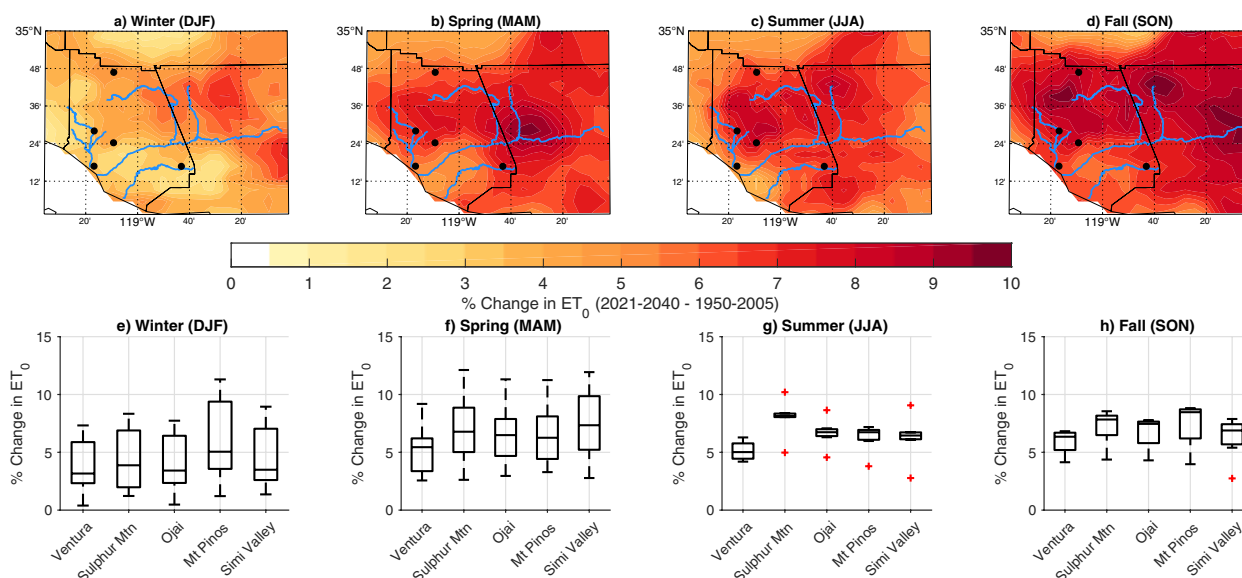 a) Winter (DJF)
b) Spring (MAM)
c) Summer (JJA)
d) Fall (SON)
35°N
48'
36'
24'
12'
20'
119°W
40'
20'
35°N
48'
36'
24'
12'
20'
119°W
40'
20'
35°N
48'
36'
24'
12'
20'
119°W
40'
20'
35°N
48'
36'
24'
12'
20'
119°W
40'
20'
0 1 2 3 4 5 6 7 8 9 10
% Change in ET0 (2021-2040 - 1950-2005)
e) Winter (DJF)
% Change in ET0
15
10
5
0
Ventura
Sulphur Mtn
Ojai
Mt Pinos
Simi Valley
f) Spring (MAM)
% Change in ET0
15
10
5
0
Ventura
Sulphur Mtn
Ojai
Mt Pinos
Simi Valley
g) Summer (JJA)
% Change in ET0
15
10
5
0
Ventura
Sulphur Mtn
Ojai
Mt Pinos
Simi Valley
h) Fall (SON)
% Change in ET0
15
10
5
0
Ventura
Sulphur Mtn
Ojai
Mt Pinos
Simi Valley